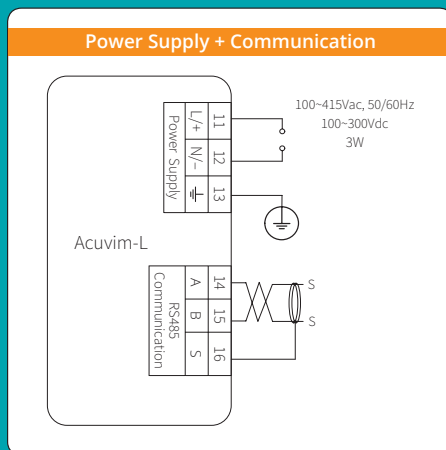 Power Supply + Communication
100~415Vac, 50/60Hz
100~300Vdc
3W
Power Supply
L/+ 11
N/− 12
13
Acuvim-L
RS485
Communication
A 14
B 15
S 16
S
S